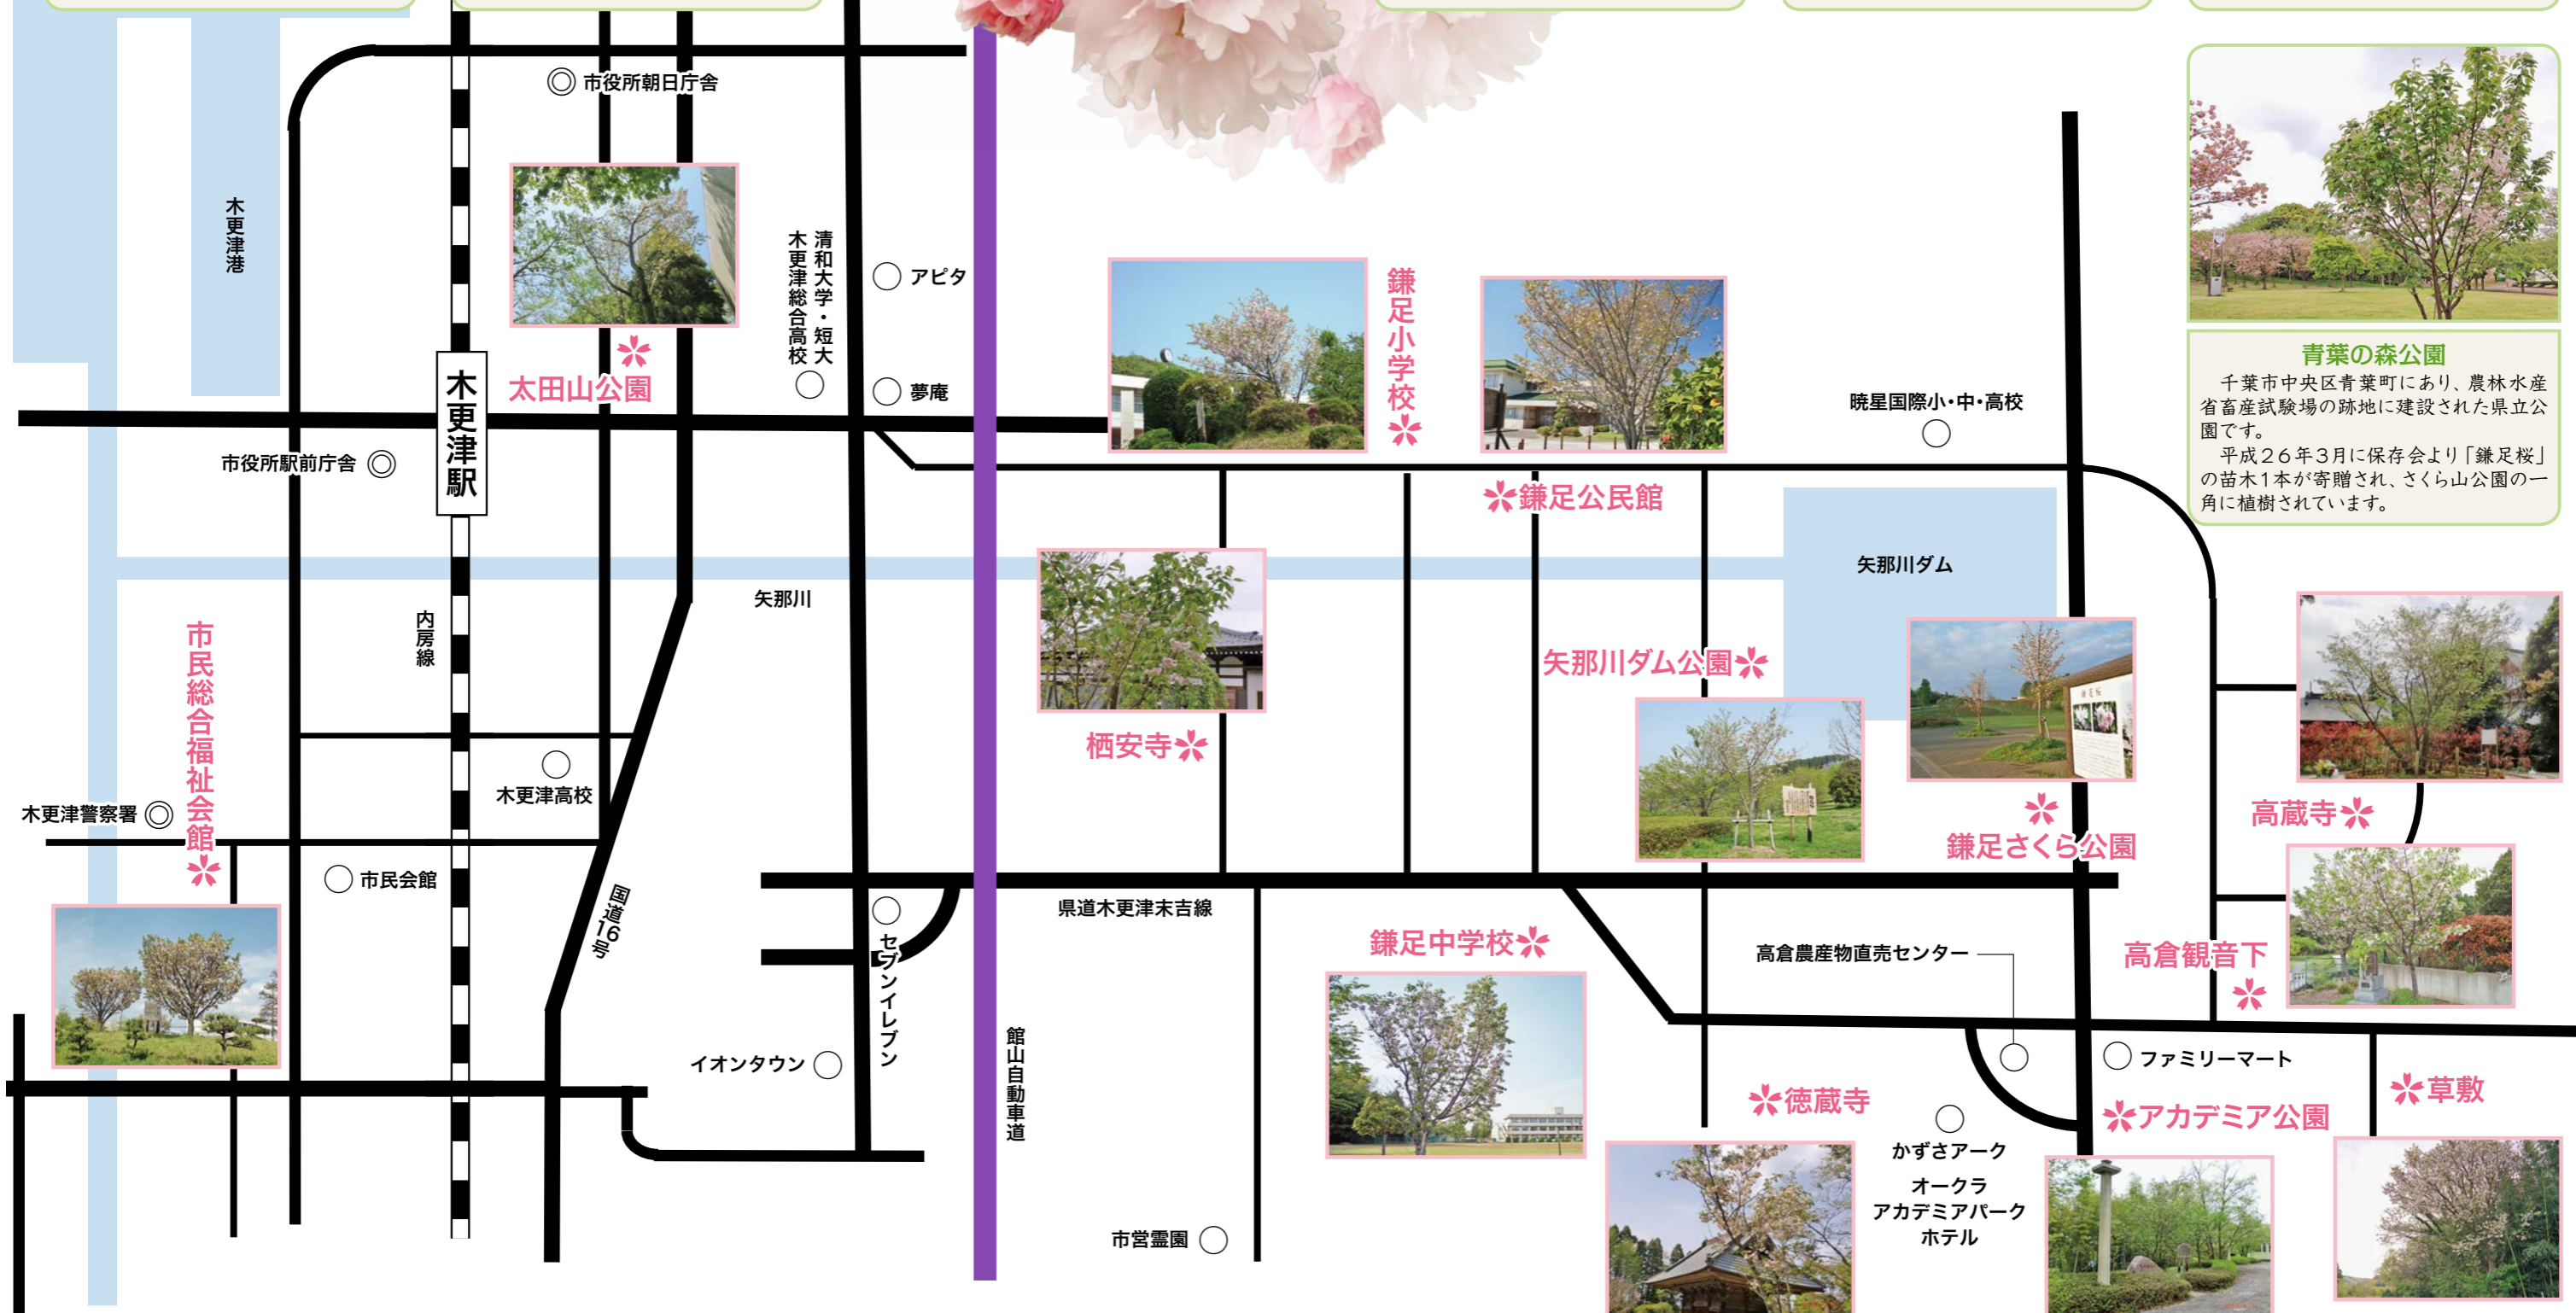 市役所朝日庁舎
木更津港
清和大学・短大
木更津総合高校
アピタ
夢庵
太田山公園
木更津駅
市役所駅前庁舎
鎌足小学校
鎌足公民館
暁星国際小・中・高校
青葉の森公園
千葉市中央区青葉町にあり、農林水産
省畜産試験場の跡地に建設された県立公
園です。
平成26年3月に保存会より「鎌足桜」
の苗木1本が寄贈され、さくら山公園の一
角に植樹されています。
矢那川
矢那川ダム
内房線
市民総合福祉会館
矢那川ダム公園
栖安寺
木更津高校
木更津警察署
市民会館
国道16号
鎌足さくら公園
高蔵寺
県道木更津末吉線
セブンイレブン
鎌足中学校
高倉農産物直売センター
高倉観音下
イオンタウン
館山自動車道
ファミリーマート
徳蔵寺
アカデミア公園
草敷
かずさアーク
オークラ
アカデミアパーク
ホテル
市営霊園